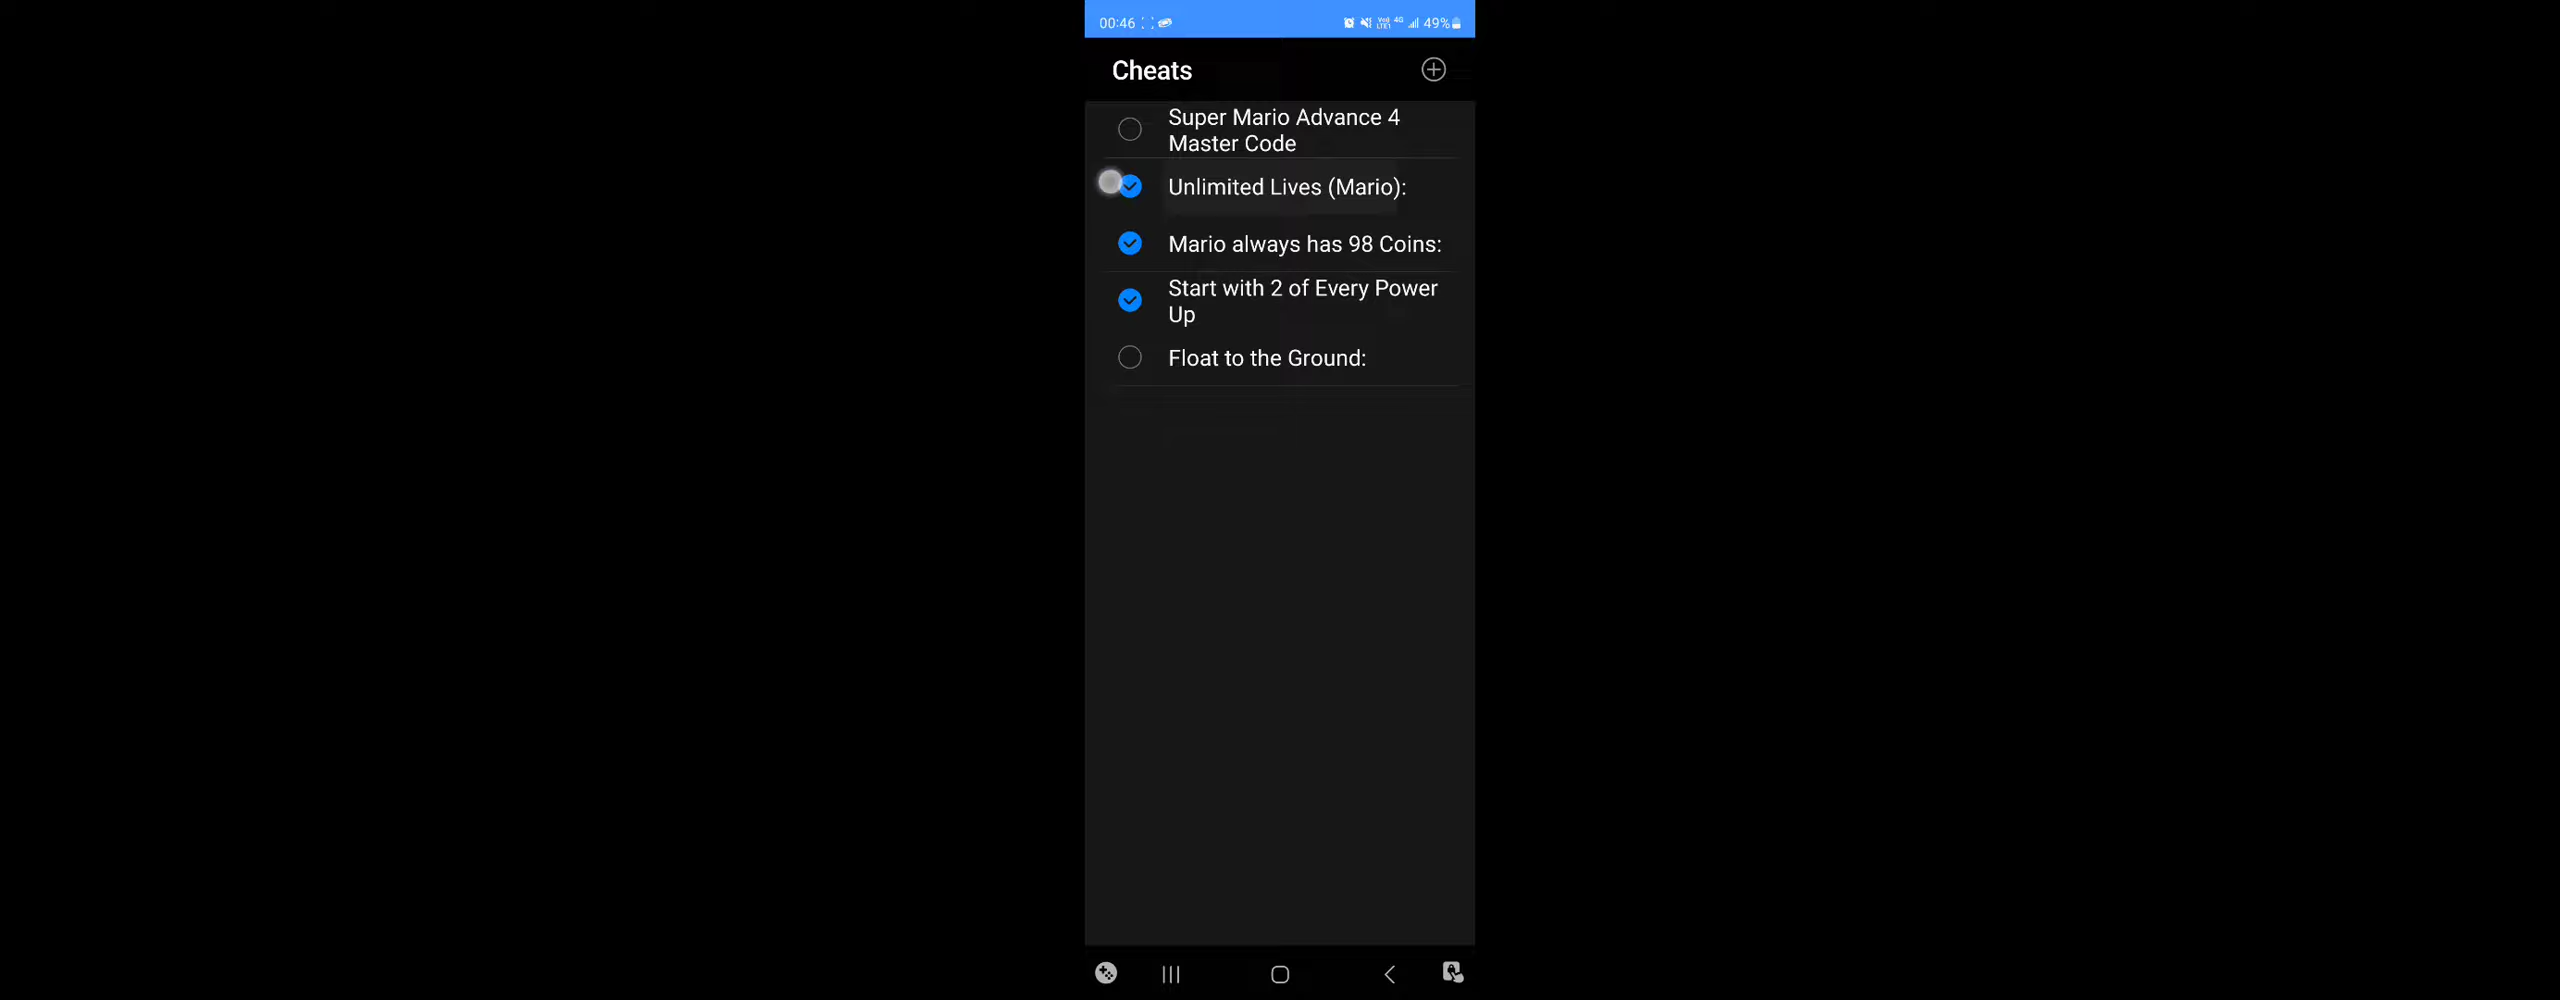 00:46
49%
Cheats
Super Mario Advance 4
Master Code
Unlimited Lives (Mario):
Mario always has 98 Coins:
Start with 2 of Every Power
Up
Float to the Ground: